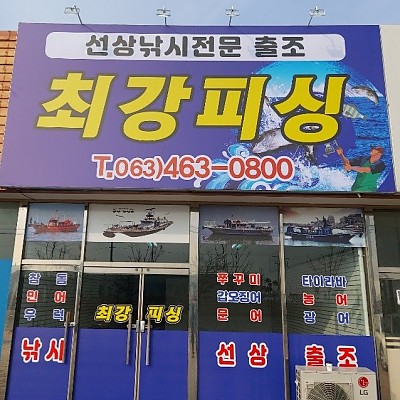 선상낚시전문 출조
최강피싱
T.063)463-0800
참돔
민어
우럭
낚시
최강 피싱
쭈꾸미
갑오징어
문어
선상
타이라바
농어
광어
출조
LG